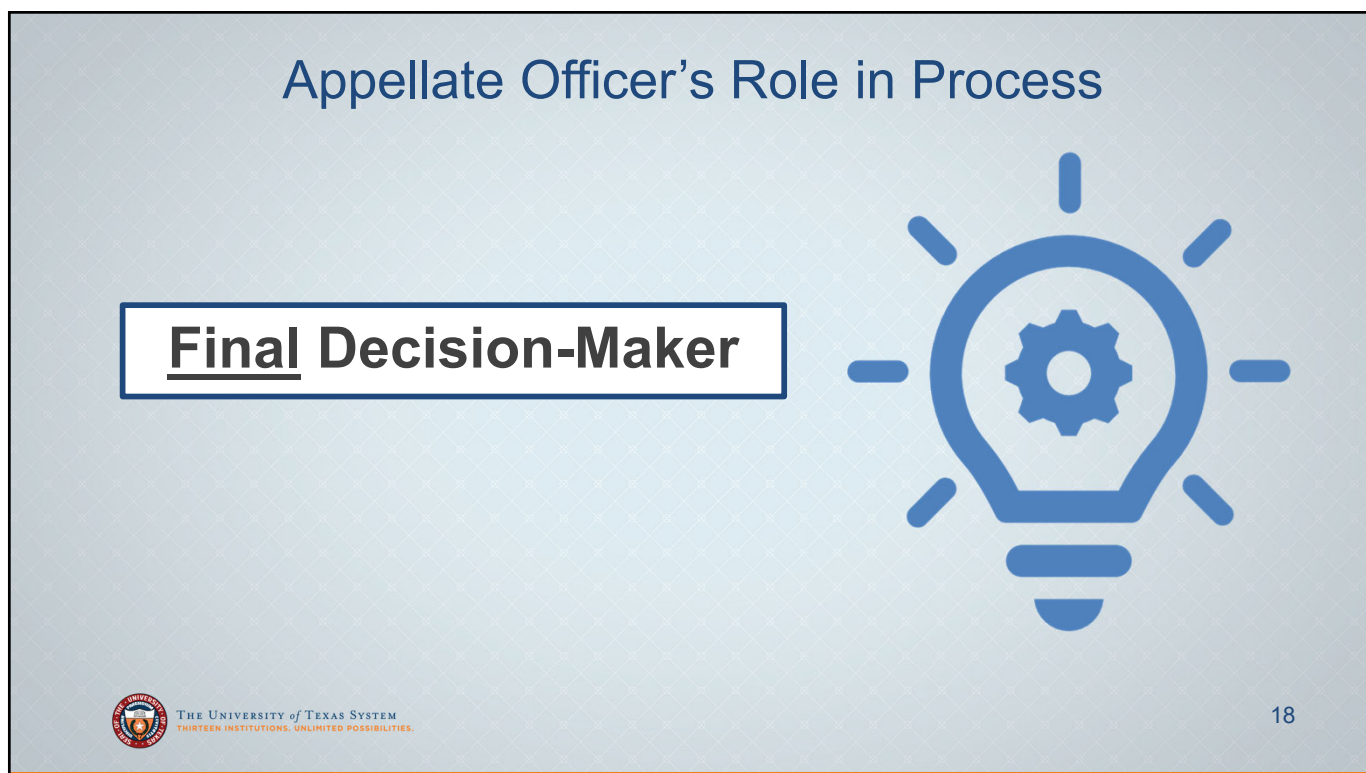 Appellate Officer’s Role in Process
Final Decision-Maker
THE UNIVERSITY of TEXAS SYSTEM
THIRTEEN INSTITUTIONS. UNLIMITED POSSIBILITIES.
18